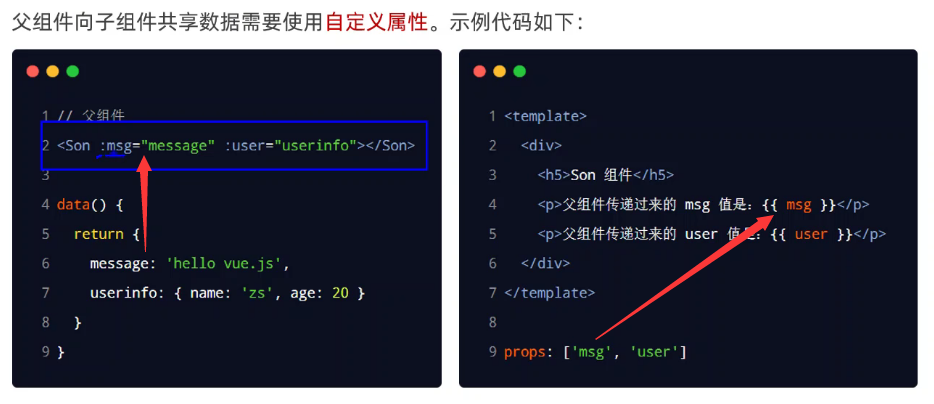 父组件向子组件共享数据需要使用自定义属性。示例代码如下：
1 // 父组件
2 <Son :msg="message" :user="userinfo"></Son>
3
4 data() {
5   return {
6     message: 'hello vue.js',
7     userinfo: { name: 'zs', age: 20 }
8   }
9 }
1 <template>
2   <div>
3     <h5>Son 组件</h5>
4     <p>父组件传递过来的 msg 值是：{{ msg }}</p>
5     <p>父组件传递过来的 user 值是：{{ user }}</p>
6   </div>
7 </template>
8
9 props: ['msg', 'user']